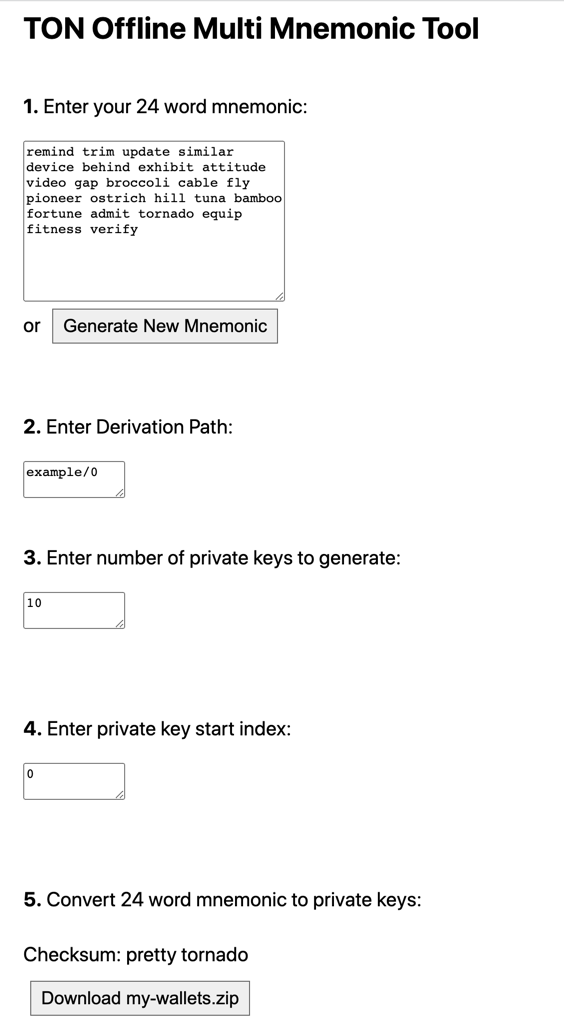 TON Offline Multi Mnemonic Tool
1. Enter your 24 word mnemonic:
remind trim update similar
device behind exhibit attitude
video gap broccoli cable fly
pioneer ostrich hill tuna bamboo
fortune admit tornado equip
fitness verify
or Generate New Mnemonic
2. Enter Derivation Path:
example/0
3. Enter number of private keys to generate:
10
4. Enter private key start index:
0
5. Convert 24 word mnemonic to private keys:
Checksum: pretty tornado
Download my-wallets.zip